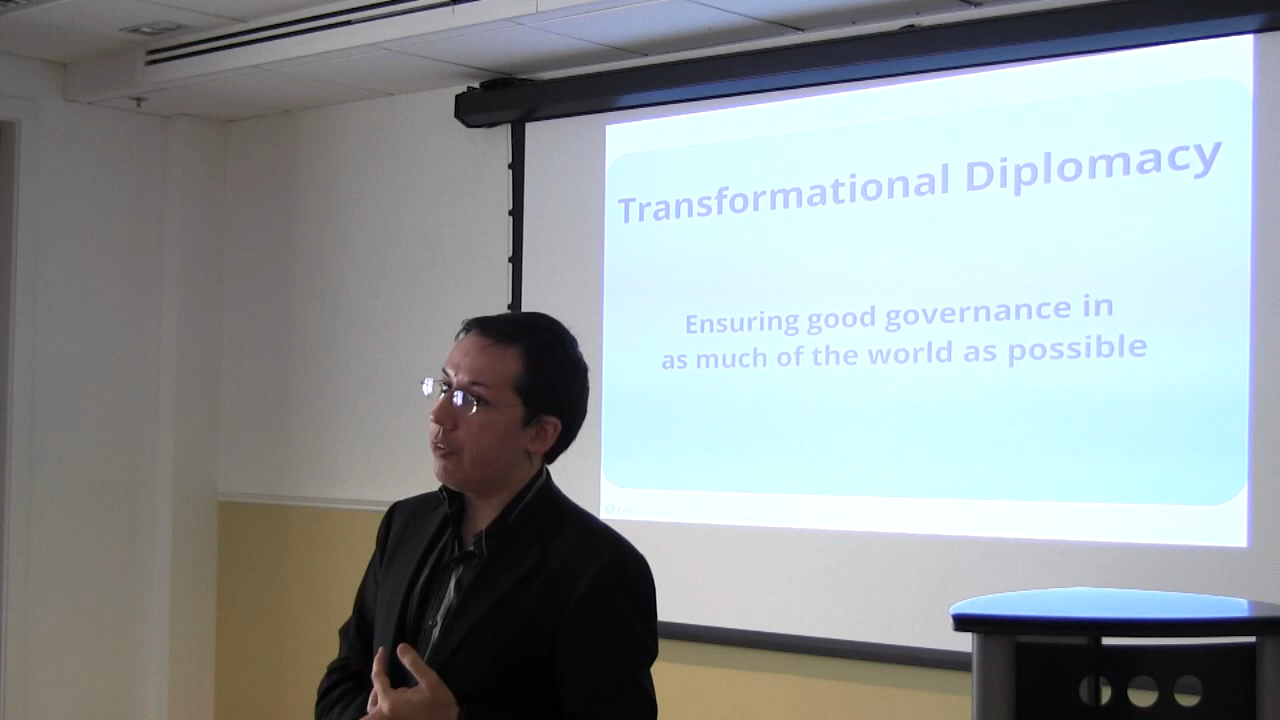 Transformational Diplomacy
Ensuring good governance in
as much of the world as possible